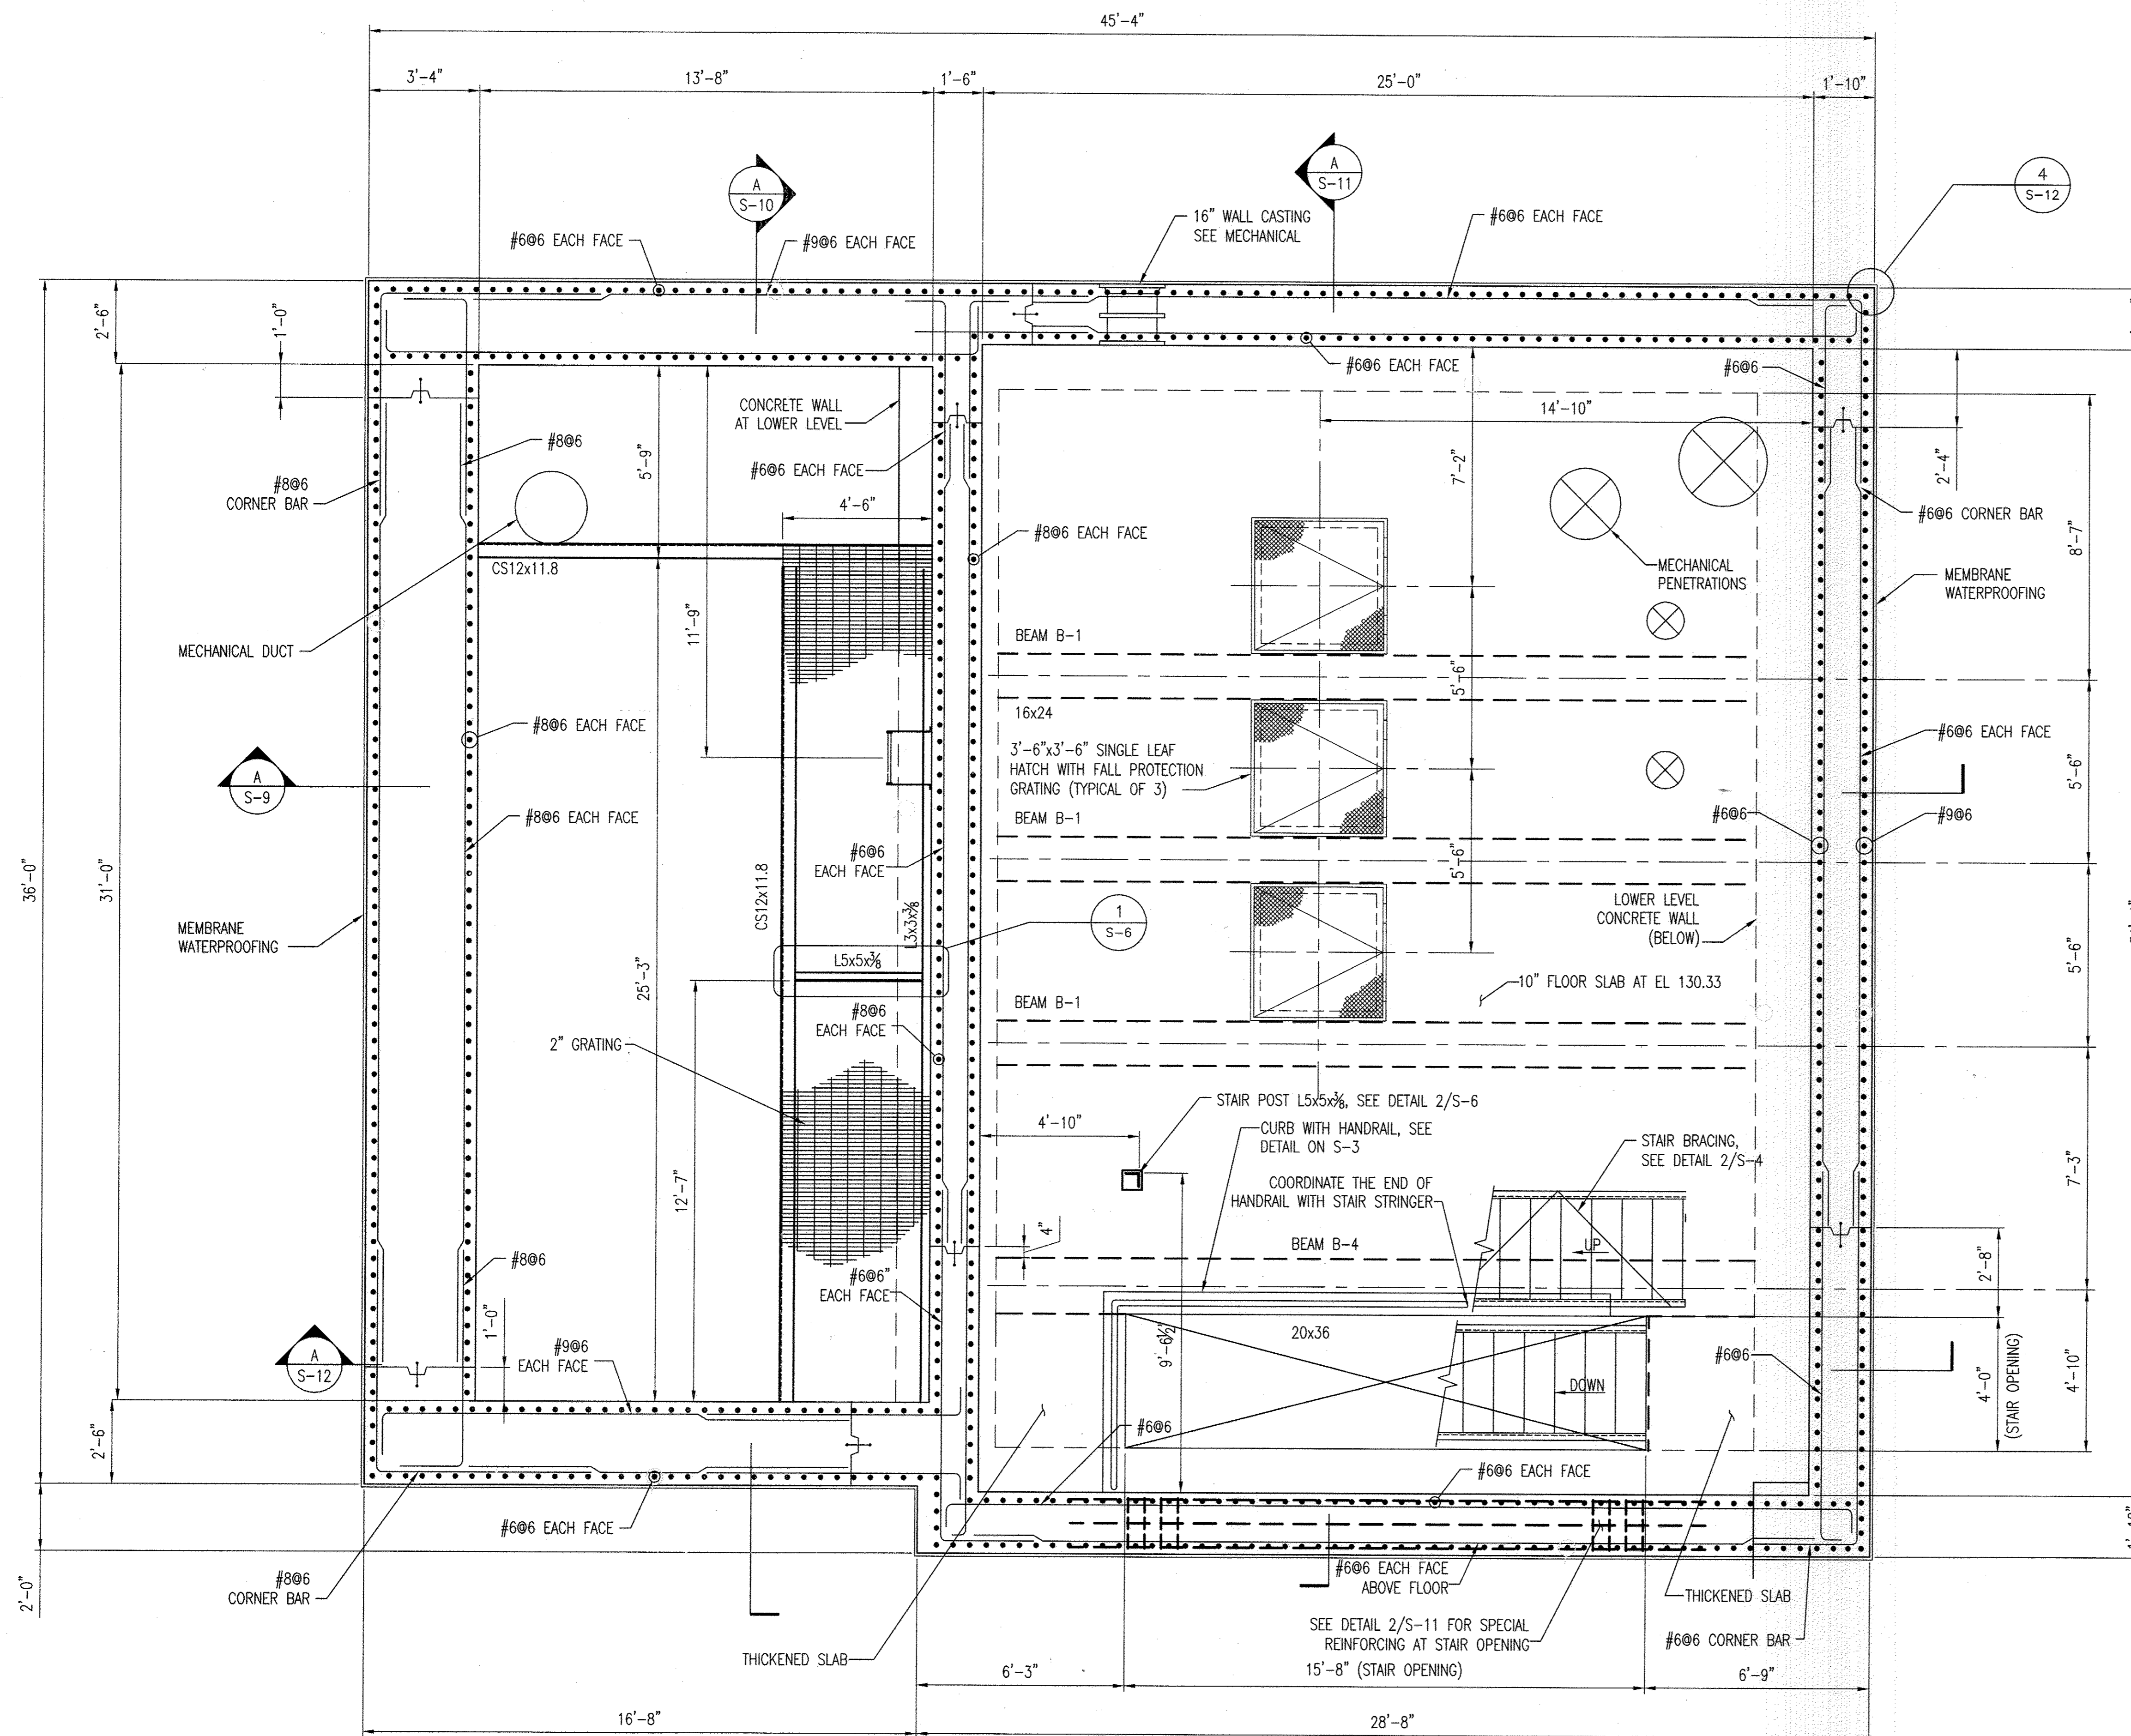 45'-4"
3'-4"
13'-8"
1'-6"
25'-0"
1'-10"
A
S-10
A
S-11
4
S-12
16" WALL CASTING
SEE MECHANICAL
#6@6 EACH FACE
#9@6 EACH FACE
#6@6 EACH FACE
2'-6"
1'-0"
#6@6 EACH FACE
#6@6
CONCRETE WALL
AT LOWER LEVEL
14'-10"
#8@6
5'-9"
#6@6 EACH FACE
7'-2"
2'-4"
#8@6
CORNER BAR
4'-6"
#6@6 CORNER BAR
#8@6 EACH FACE
8'-7"
CS12x11.8
MECHANICAL
PENETRATIONS
MEMBRANE
WATERPROOFING
11'-9"
MECHANICAL DUCT
BEAM B-1
5'-6"
16x24
#8@6 EACH FACE
#6@6 EACH FACE
3'-6"x3'-6" SINGLE LEAF
HATCH WITH FALL PROTECTION
GRATING (TYPICAL OF 3)
A
S-9
5'-6"
#8@6 EACH FACE
BEAM B-1
#6@6
#9@6
36'-0"
31'-0"
#6@6
EACH FACE
5'-6"
CS12x11.8
L3x3x⅜
1
S-6
LOWER LEVEL
CONCRETE WALL
(BELOW)
MEMBRANE
WATERPROOFING
L5x5x⅜
25'-3"
5'-6"
10" FLOOR SLAB AT EL 130.33
BEAM B-1
#8@6
EACH FACE
2" GRATING
STAIR POST L5x5x⅜, SEE DETAIL 2/S-6
4'-10"
CURB WITH HANDRAIL, SEE
DETAIL ON S-3
STAIR BRACING,
SEE DETAIL 2/S-4
7'-3"
12'-7"
COORDINATE THE END OF
HANDRAIL WITH STAIR STRINGER
4"
BEAM B-4
UP
#8@6
2'-8"
#6@6"
EACH FACE
1'-0"
9'-6½"
20x36
#9@6
EACH FACE
#6@6
A
S-12
DOWN
4'-0"
(STAIR OPENING)
4'-10"
2'-6"
#6@6
#6@6 EACH FACE
#6@6 EACH FACE
2'-0"
#8@6
CORNER BAR
#6@6 EACH FACE
ABOVE FLOOR
THICKENED SLAB
SEE DETAIL 2/S-11 FOR SPECIAL
REINFORCING AT STAIR OPENING
#6@6 CORNER BAR
THICKENED SLAB
6'-3"
15'-8" (STAIR OPENING)
6'-9"
16'-8"
28'-8"